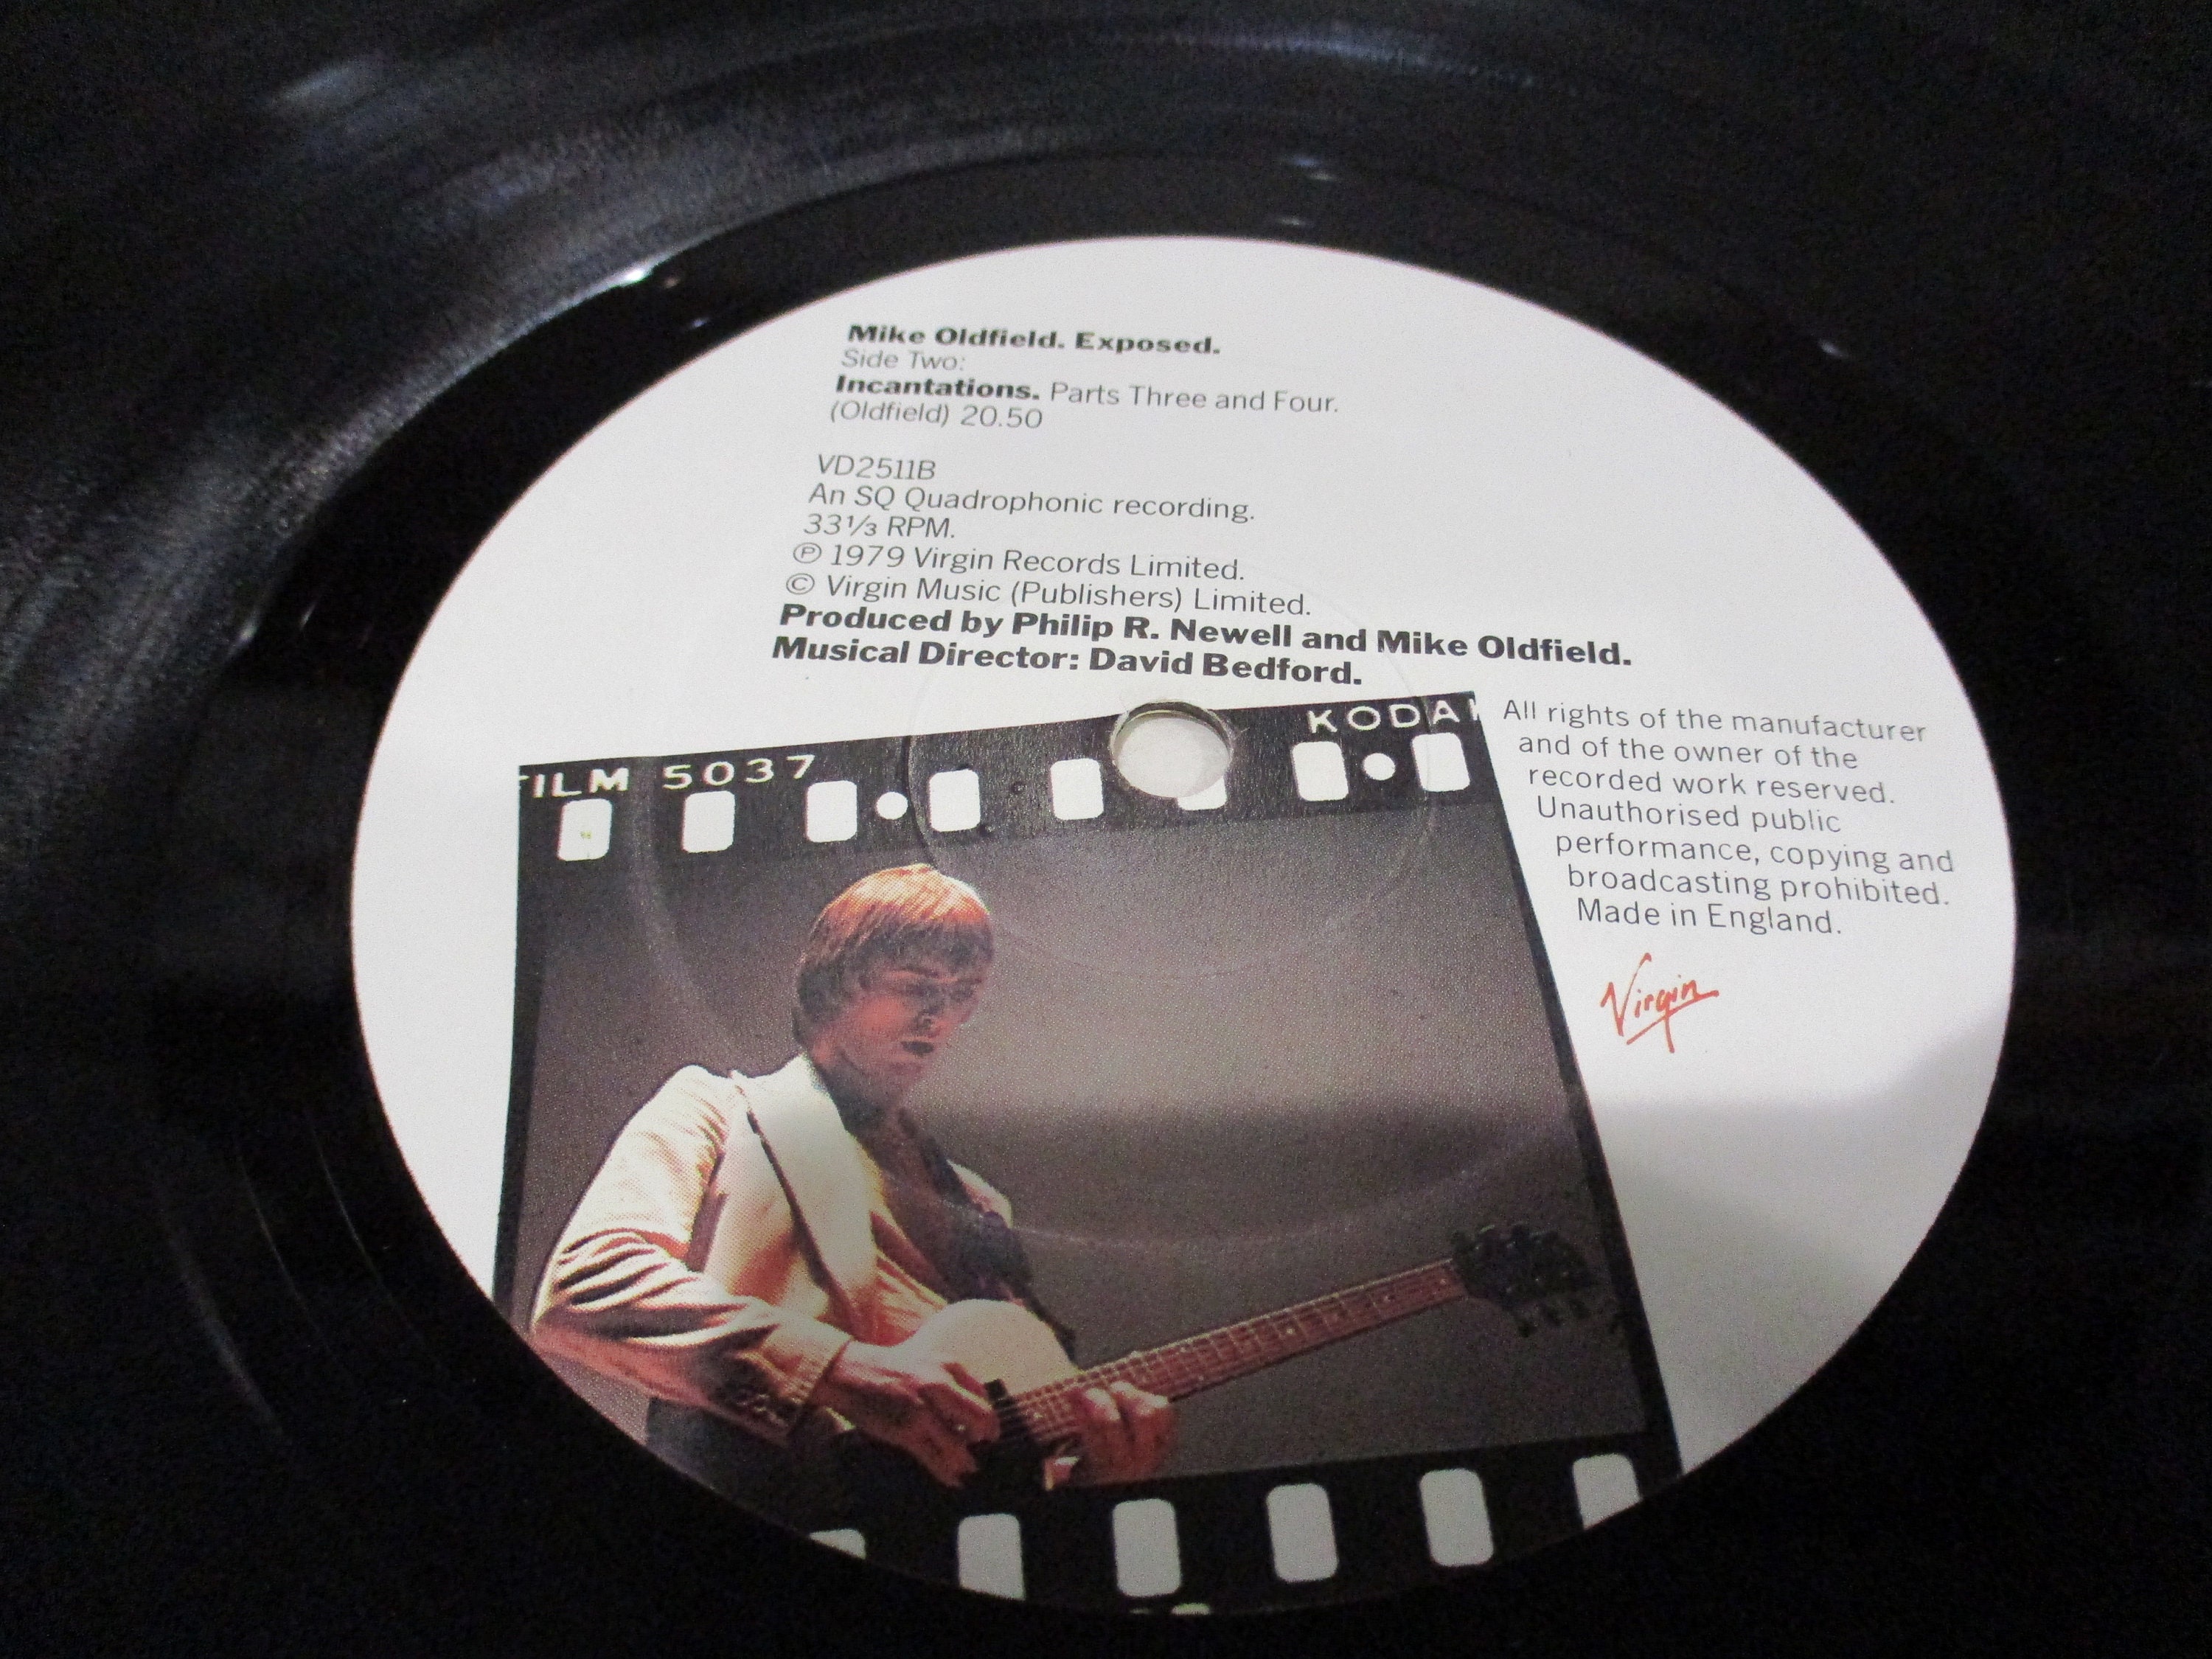 Mike Oldfield. Exposed.
Side Two:
Incantations. Parts Three and Four.
(Oldfield) 20.50
VD2511B
An SQ Quadrophonic recording.
33⅓ RPM.
℗ 1979 Virgin Records Limited.
© Virgin Music (Publishers) Limited.
Produced by Philip R. Newell and Mike Oldfield.
Musical Director: David Bedford.
ILM 5037
KODA
All rights of the manufacturer
and of the owner of the
recorded work reserved.
Unauthorised public
performance, copying and
broadcasting prohibited.
Made in England.
Virgin